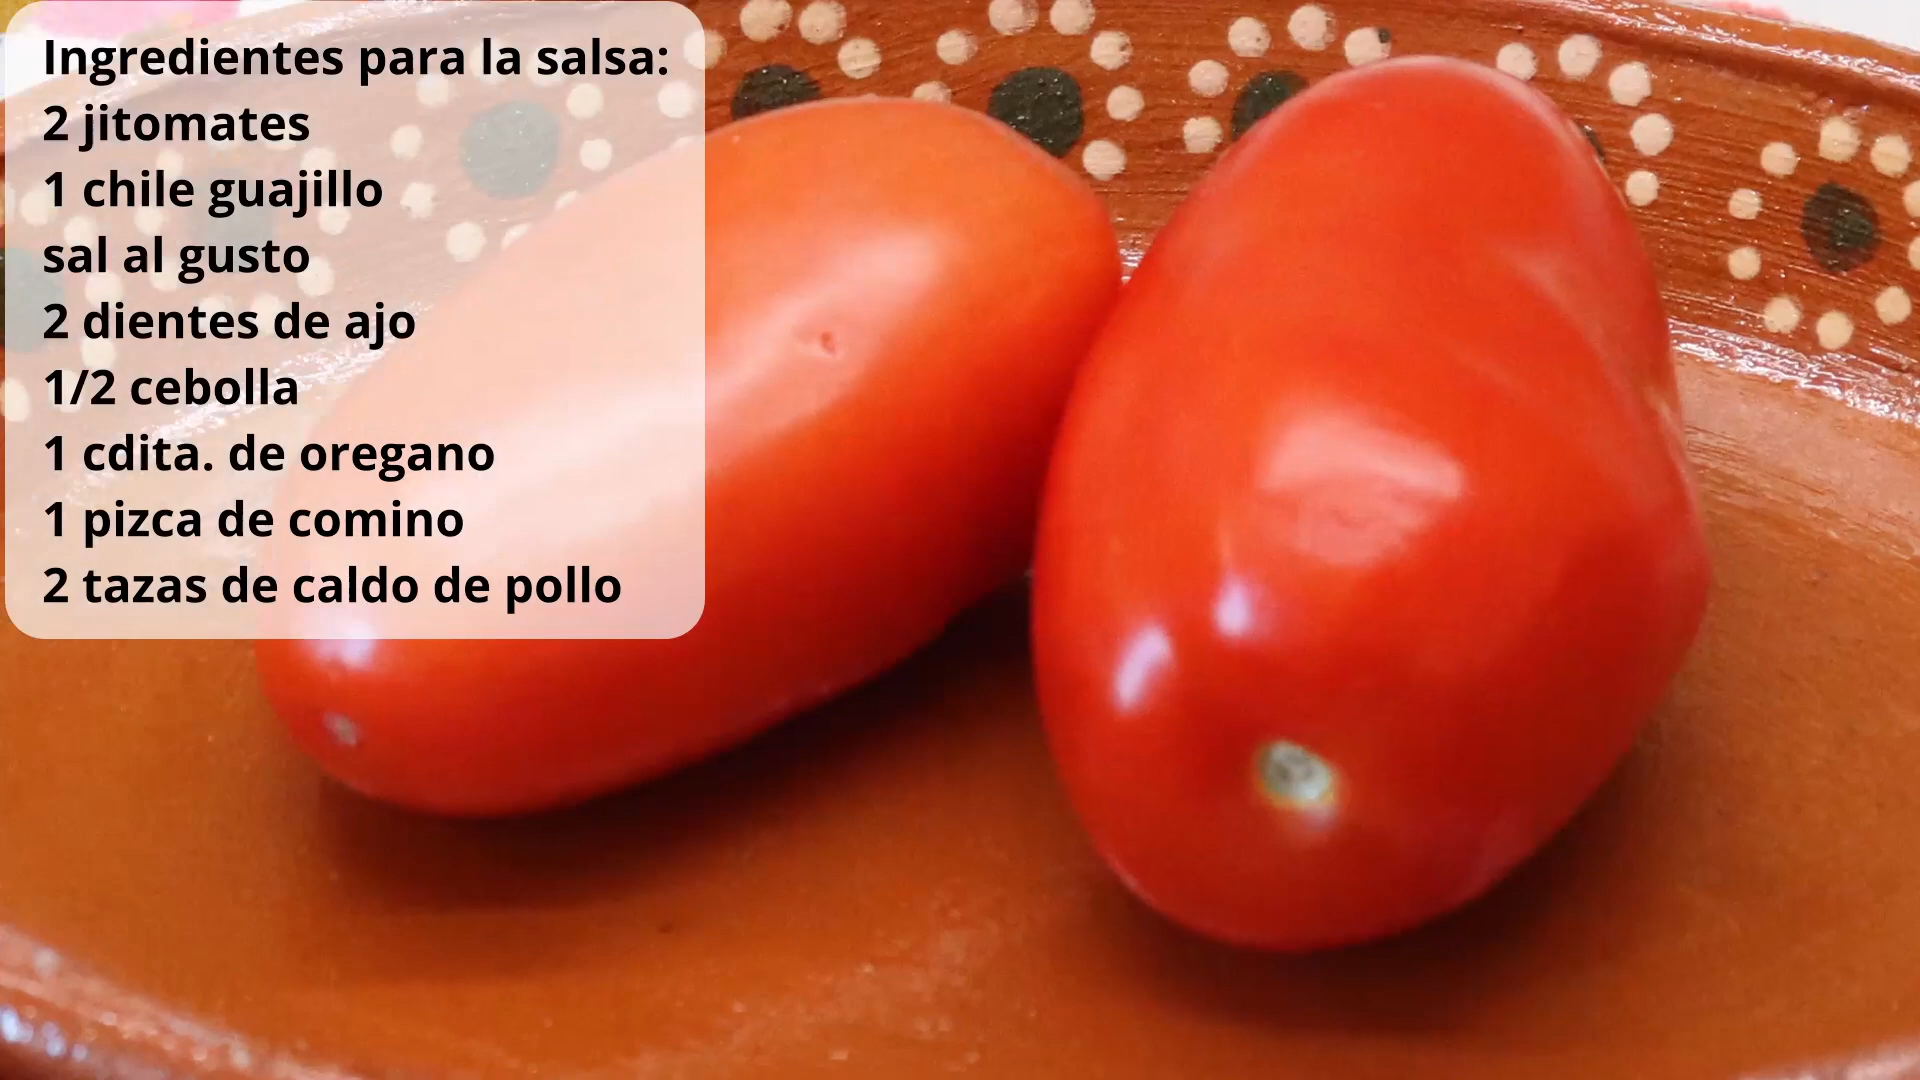 Ingredientes para la salsa:
2 jitomates
1 chile guajillo
sal al gusto
2 dientes de ajo
1/2 cebolla
1 cdita. de oregano
1 pizca de comino
2 tazas de caldo de pollo